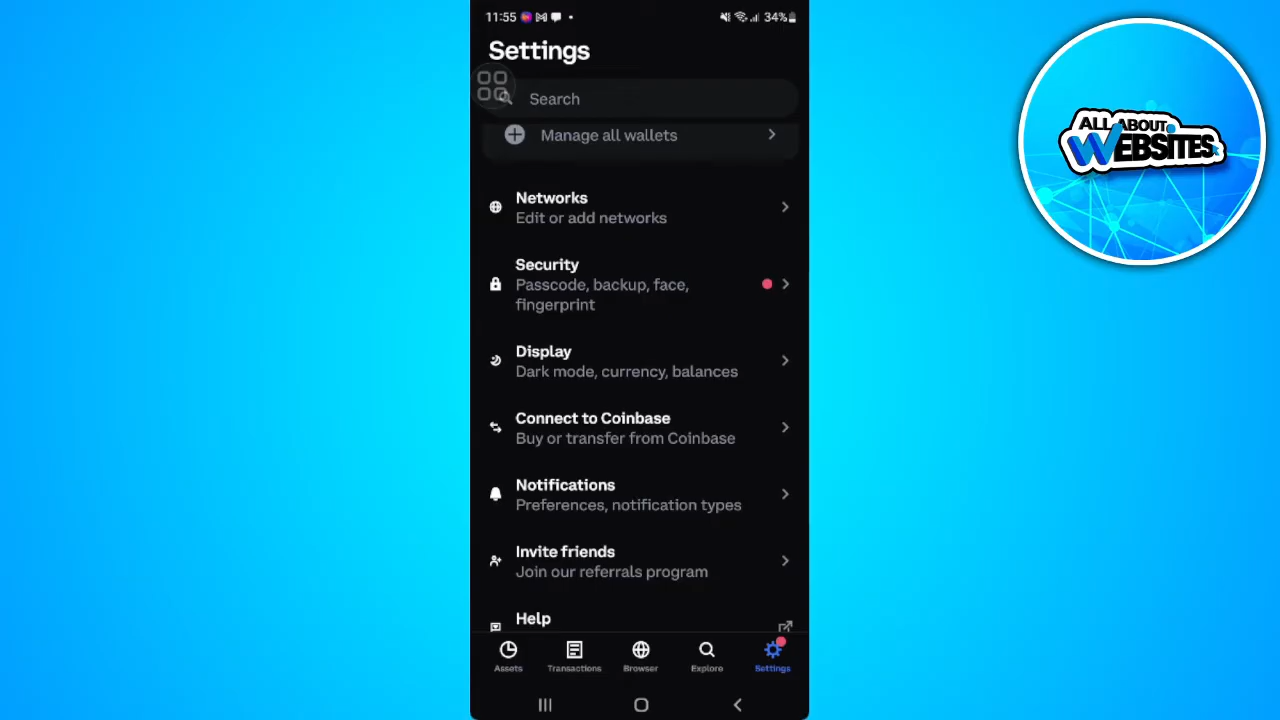 11:55
34%
Settings
Search
Manage all wallets
Networks
Edit or add networks
Security
Passcode, backup, face,
fingerprint
Display
Dark mode, currency, balances
Connect to Coinbase
Buy or transfer from Coinbase
Notifications
Preferences, notification types
Invite friends
Join our referrals program
Help
Assets
Transactions
Browser
Explore
Settings
ALL ABOUT
WEBSITES